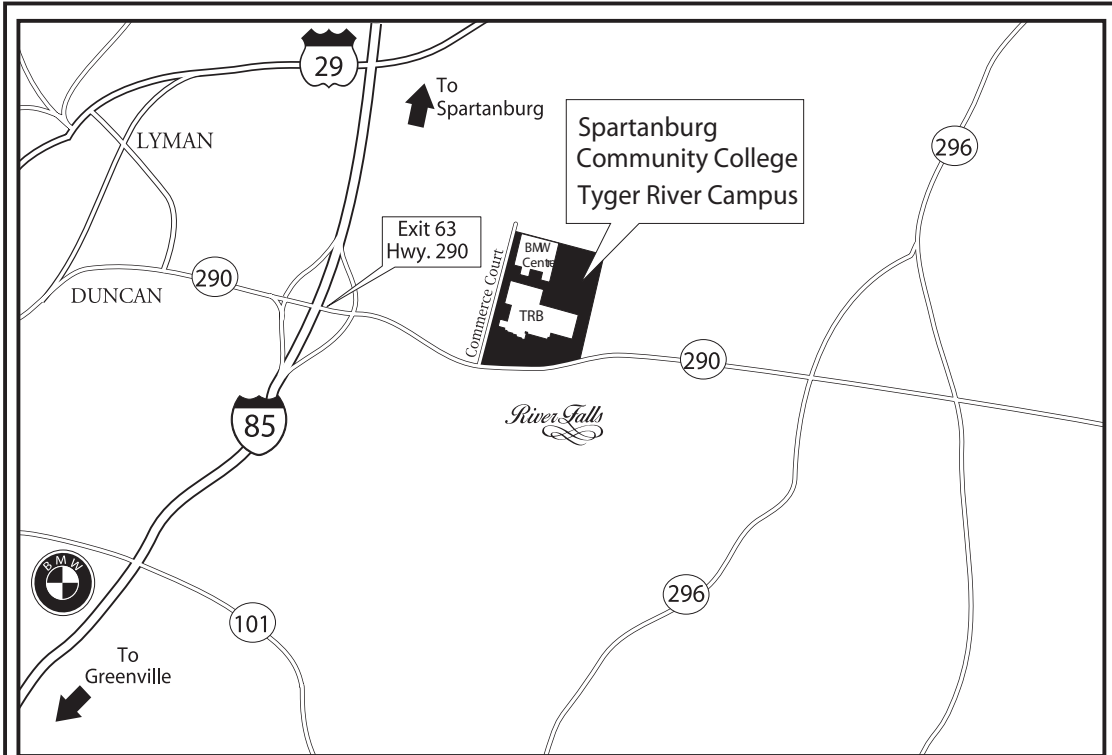 29
To
Spartanburg
Spartanburg
Community College
Tyger River Campus
LYMAN
296
Exit 63
Hwy. 290
BMW
Center
Commerce Court
290
DUNCAN
TRB
290
85
River Falls
BMW
296
101
To
Greenville